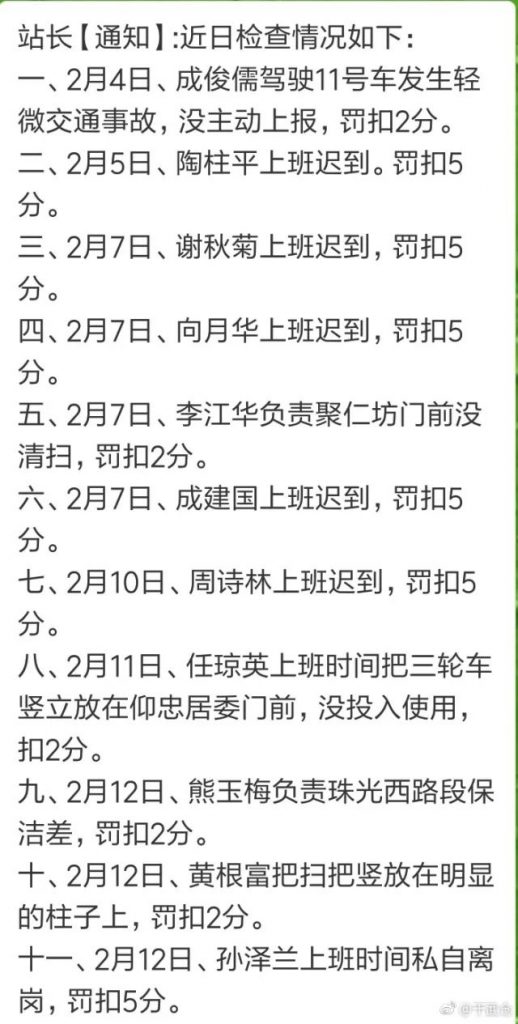 站长【通知】:近日检查情况如下：
一、2月4日、成俊儒驾驶11号车发生轻
微交通事故，没主动上报，罚扣2分。
二、2月5日、陶柱平上班迟到。罚扣5
分。
三、2月7日、谢秋菊上班迟到，罚扣5
分。
四、2月7日、向月华上班迟到，罚扣5
分。
五、2月7日、李江华负责聚仁坊门前没
清扫，罚扣2分。
六、2月7日、成建国上班迟到，罚扣5
分。
七、2月10日、周诗林上班迟到，罚扣5
分。
八、2月11日、任琼英上班时间把三轮车
竖立放在仰忠居委门前，没投入使用，
扣2分。
九、2月12日、熊玉梅负责珠光西路段保
洁差，罚扣2分。
十、2月12日、黄根富把扫把竖放在明显
的柱子上，罚扣2分。
十一、2月12日、孙泽兰上班时间私自离
岗，罚扣5分。